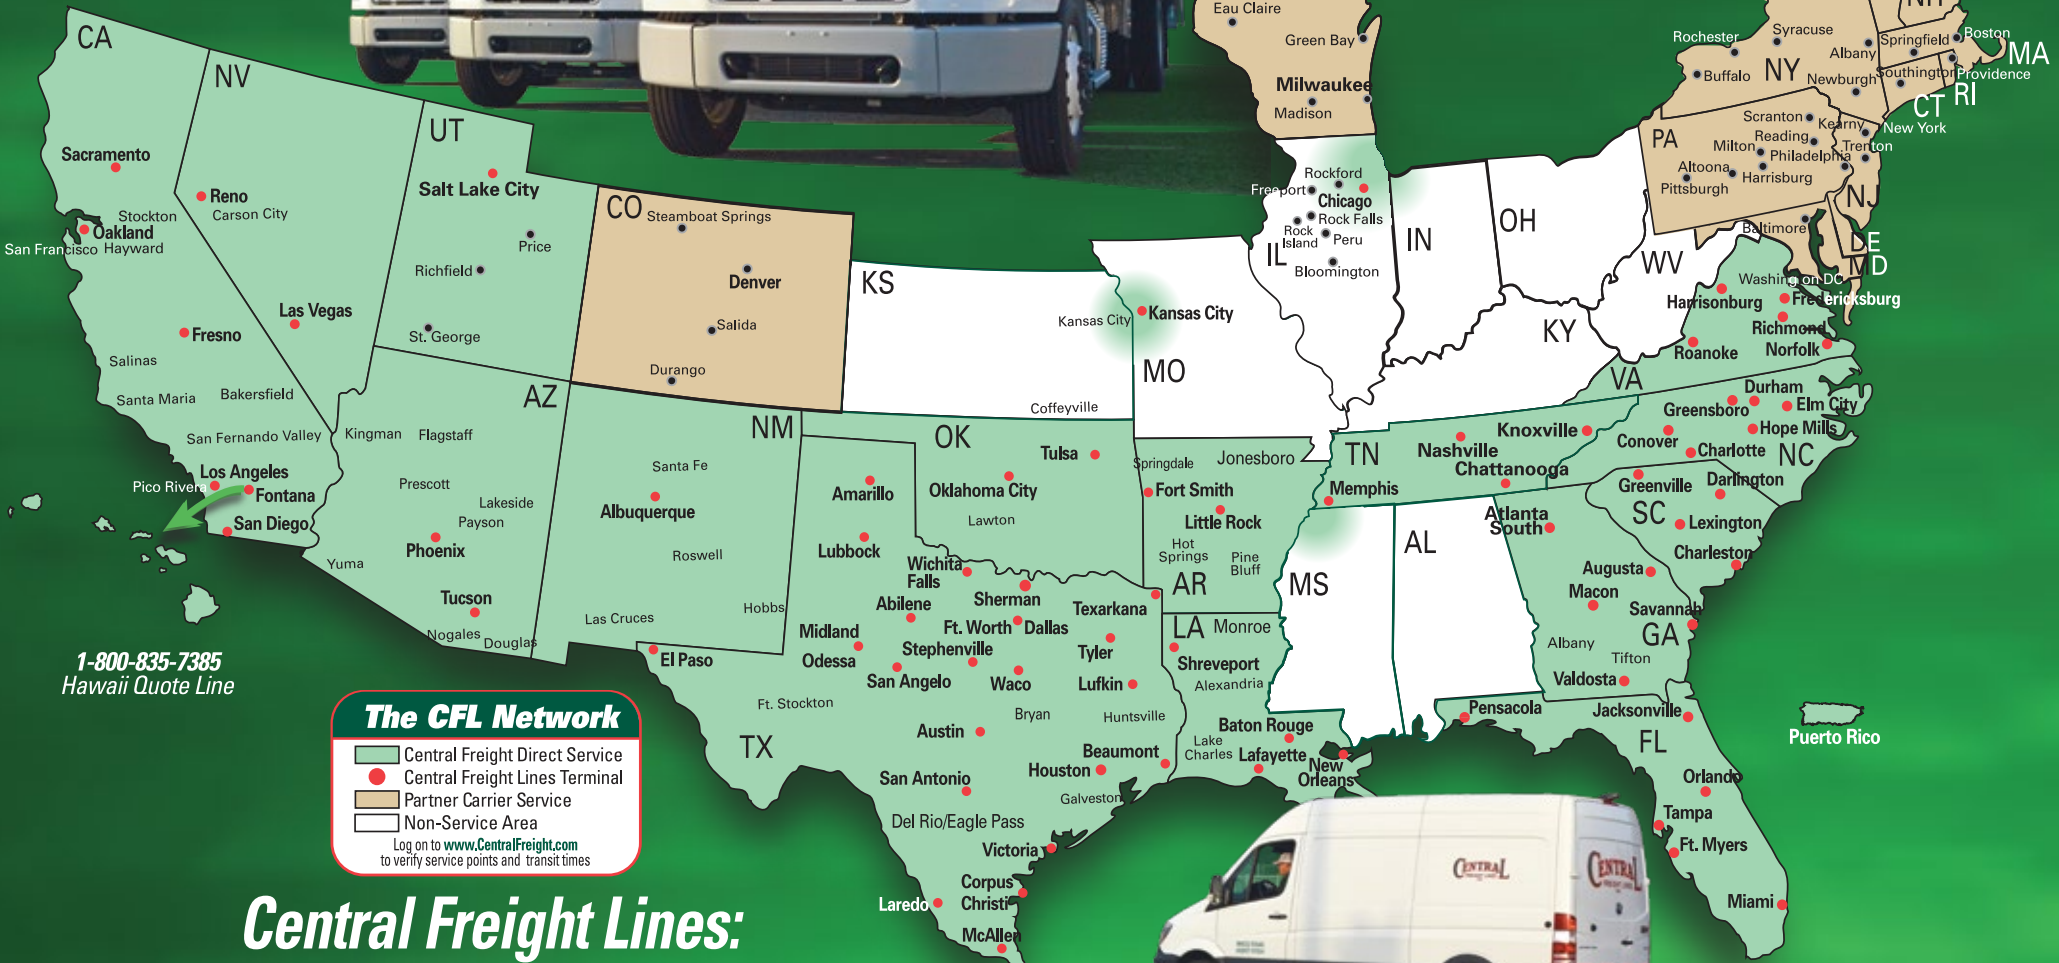 CA
NV
UT
CO
KS
MO
IL
IN
OH
WV
KY
VA
PA
NY
NH
MA
RI
CT
NJ
DE
MD
AZ
NM
OK
TX
AR
LA
MS
AL
TN
NC
SC
GA
FL
Eau Claire
Green Bay
Milwaukee
Madison
Rochester
Syracuse
Albany
Buffalo
Newburgh
Springfield
Boston
Southington
Providence
New York
Scranton
Kearny
Reading
Trenton
Milton
Philadelphia
Altoona
Harrisburg
Pittsburgh
Baltimore
Rockford
Freeport
Chicago
Rock Falls
Rock
Island
Peru
Bloomington
Sacramento
Stockton
Oakland
San Francisco
Hayward
Fresno
Salinas
Santa Maria
Bakersfield
San Fernando Valley
Los Angeles
Pico Rivera
Fontana
San Diego
Reno
Carson City
Las Vegas
Salt Lake City
Price
Richfield
St. George
Steamboat Springs
Denver
Salida
Durango
Kansas City
Kansas City
Coffeyville
Washington DC
Harrisonburg
Fredericksburg
Richmond
Roanoke
Norfolk
Durham
Greensboro
Elm City
Hope Mills
Conover
Charlotte
Kingman
Flagstaff
Prescott
Lakeside
Payson
Phoenix
Yuma
Tucson
Nogales
Douglas
Santa Fe
Albuquerque
Roswell
Las Cruces
Hobbs
Tulsa
Oklahoma City
Lawton
Springdale
Jonesboro
Fort Smith
Little Rock
Hot
Springs
Pine
Bluff
Knoxville
Nashville
Chattanooga
Memphis
Greenville
Darlington
Lexington
Charleston
Atlanta
South
Augusta
Macon
Savannah
Albany
Tifton
Valdosta
Amarillo
Lubbock
Wichita
Falls
Abilene
Sherman
Texarkana
Ft. Worth
Dallas
Midland
Odessa
Stephenville
Tyler
San Angelo
Waco
Lufkin
El Paso
Ft. Stockton
Bryan
Huntsville
Austin
Beaumont
Houston
San Antonio
Galveston
Del Rio/Eagle Pass
Victoria
Corpus
Christi
Laredo
McAllen
Monroe
Shreveport
Alexandria
Baton Rouge
Lake
Charles
Lafayette
New
Orleans
Pensacola
Jacksonville
Orlando
Tampa
Ft. Myers
Miami
Puerto Rico
1-800-835-7385
Hawaii Quote Line
The CFL Network
Central Freight Direct Service
Central Freight Lines Terminal
Partner Carrier Service
Non-Service Area
Log on to www.CentralFreight.com
to verify service points and transit times
Central Freight Lines:
CENTRAL
CENTRAL